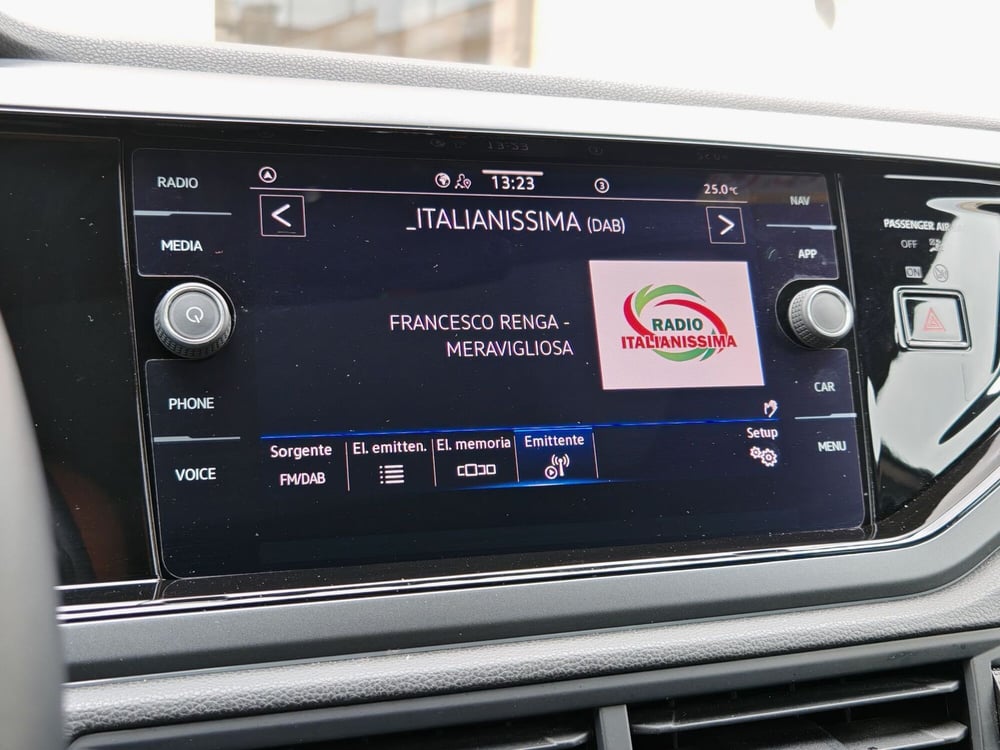 RADIO
MEDIA
PHONE
VOICE
13:23
3
25.0°C
_ITALIANISSIMA (DAB)
FRANCESCO RENGA -
MERAVIGLIOSA
RADIO
ITALIANISSIMA
Sorgente
FM/DAB
El. emitten.
El. memoria
Emittente
Setup
NAV
APP
CAR
MENU
PASSENGER
OFF
ON